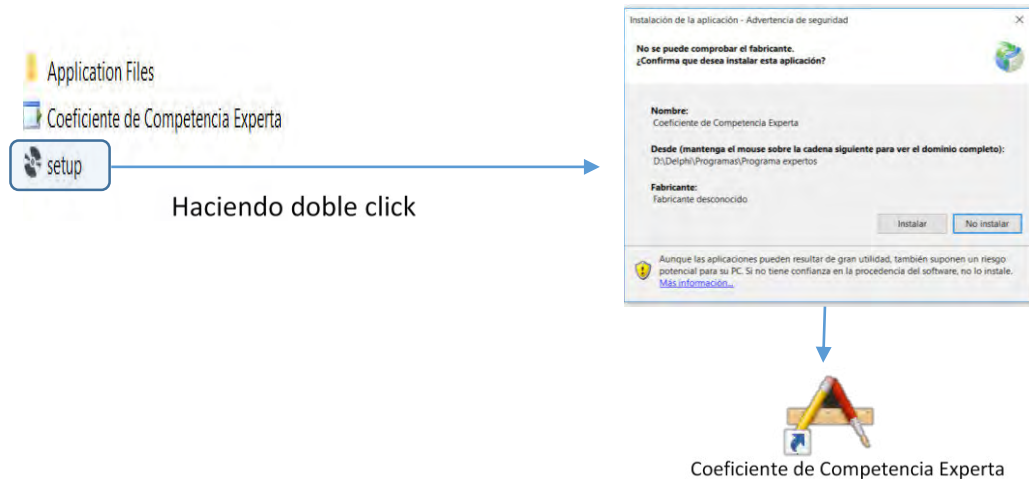 Application Files
Coeficiente de Competencia Experta
setup
Haciendo doble click
Instalación de la aplicación - Advertencia de seguridad
No se puede comprobar el fabricante.
¿Confirma que desea instalar esta aplicación?
Nombre:
Coeficiente de Competencia Experta
Desde (mantenga el mouse sobre la cadena siguiente para ver el dominio completo):
D:\Delphi\Programas\Programa expertos
Fabricante:
Fabricante desconocido
Instalar
No instalar
Aunque las aplicaciones pueden resultar de gran utilidad, también suponen un riesgo
potencial para su PC. Si no tiene confianza en la procedencia del software, no lo instale.
Más información...
Coeficiente de Competencia Experta